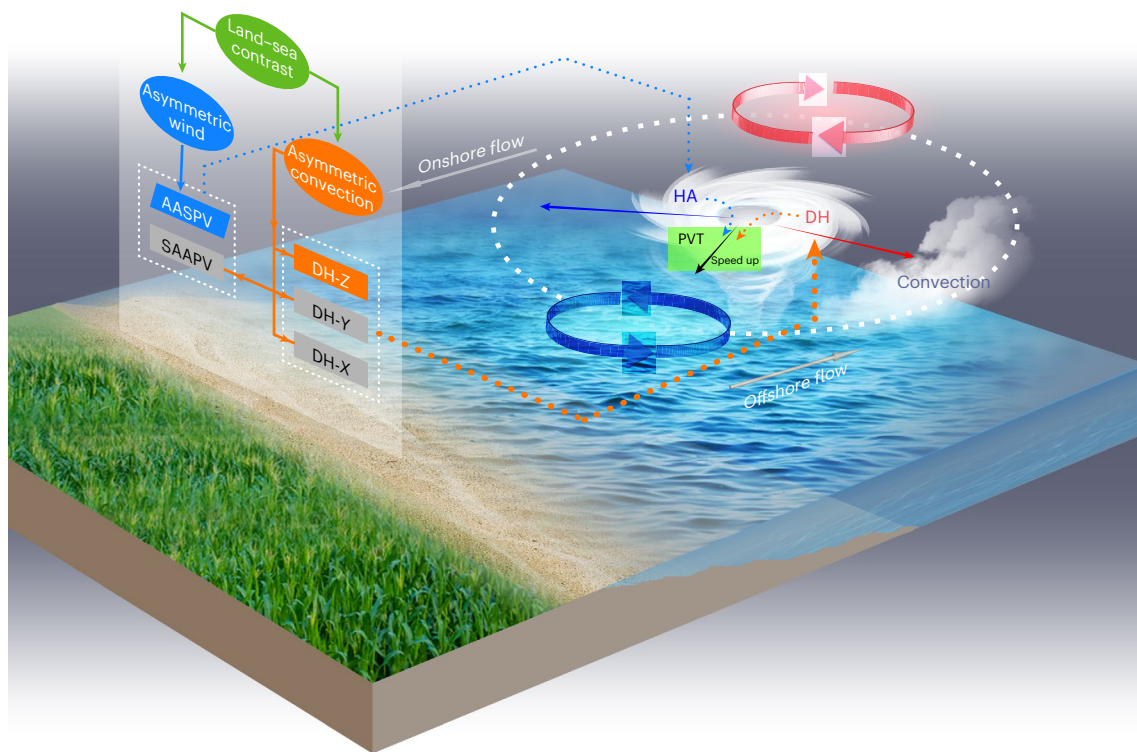 Land–sea
contrast
Asymmetric
wind
Asymmetric
convection
Onshore flow
AASPV
SAAPV
DH-Z
DH-Y
DH-X
HA
DH
PVT
Speed up
Convection
Offshore flow